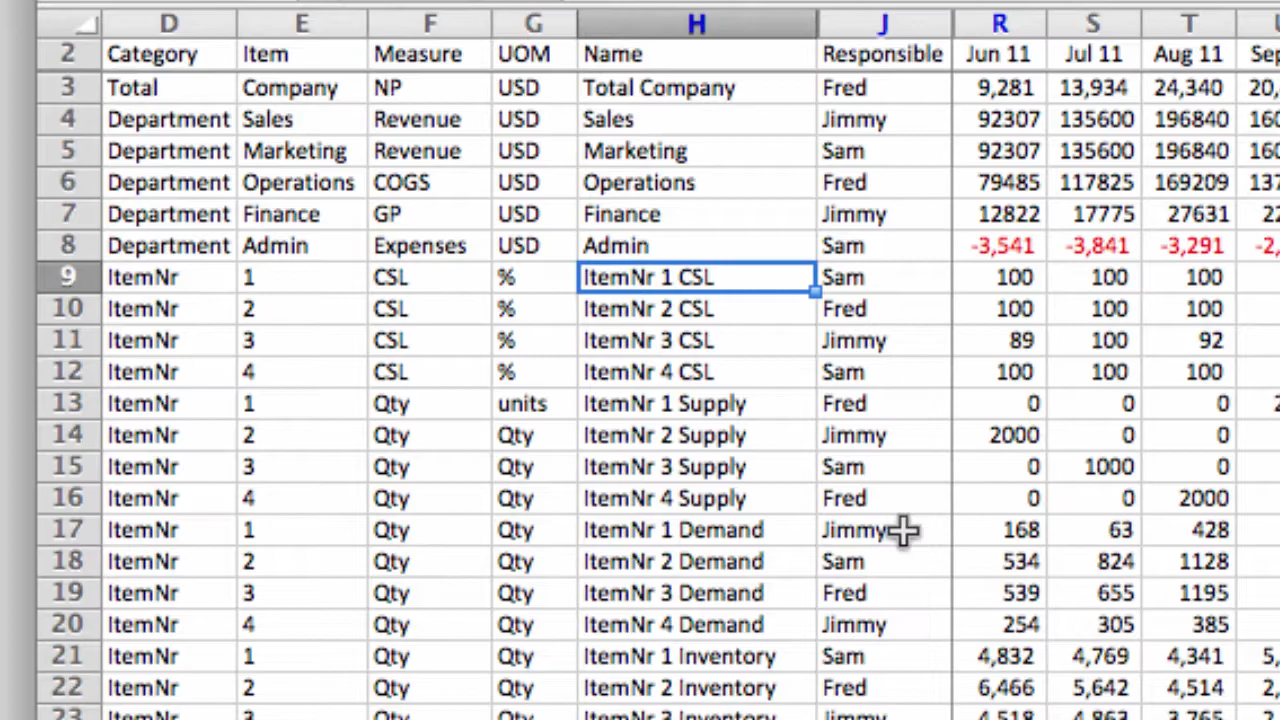 D E F G H J R S T
2 Category Item Measure UOM Name Responsible Jun 11 Jul 11 Aug 11 Sep
3 Total Company NP USD Total Company Fred 9,281 13,934 24,340 20,
4 Department Sales Revenue USD Sales Jimmy 92307 135600 196840 160
5 Department Marketing Revenue USD Marketing Sam 92307 135600 196840 160
6 Department Operations COGS USD Operations Fred 79485 117825 169209 137
7 Department Finance GP USD Finance Jimmy 12822 17775 27631 22
8 Department Admin Expenses USD Admin Sam -3,541 -3,841 -3,291 -2,
9 ItemNr 1 CSL % ItemNr 1 CSL Sam 100 100 100
10 ItemNr 2 CSL % ItemNr 2 CSL Fred 100 100 100
11 ItemNr 3 CSL % ItemNr 3 CSL Jimmy 89 100 92
12 ItemNr 4 CSL % ItemNr 4 CSL Sam 100 100 100
13 ItemNr 1 Qty units ItemNr 1 Supply Fred 0 0 0
14 ItemNr 2 Qty Qty ItemNr 2 Supply Jimmy 2000 0 0
15 ItemNr 3 Qty Qty ItemNr 3 Supply Sam 0 1000 0
16 ItemNr 4 Qty Qty ItemNr 4 Supply Fred 0 0 2000
17 ItemNr 1 Qty Qty ItemNr 1 Demand Jimmy 168 63 428
18 ItemNr 2 Qty Qty ItemNr 2 Demand Sam 534 824 1128
19 ItemNr 3 Qty Qty ItemNr 3 Demand Fred 539 655 1195
20 ItemNr 4 Qty Qty ItemNr 4 Demand Jimmy 254 305 385
21 ItemNr 1 Qty Qty ItemNr 1 Inventory Sam 4,832 4,769 4,341 5,
22 ItemNr 2 Qty Qty ItemNr 2 Inventory Fred 6,466 5,642 4,514 2,
23 ItemNr 3 Qty Qty ItemNr 3 Inventory Jimmy 4,518 4,863 3,765